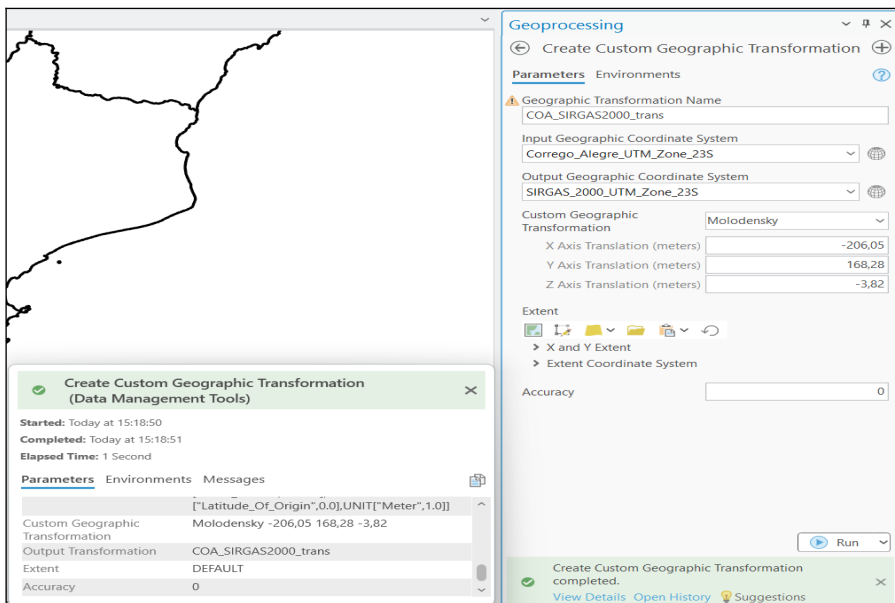 Geoprocessing
Create Custom Geographic Transformation
Parameters Environments
Geographic Transformation Name
COA_SIRGAS2000_trans
Input Geographic Coordinate System
Corrego_Alegre_UTM_Zone_23S
Output Geographic Coordinate System
SIRGAS_2000_UTM_Zone_23S
Custom Geographic
Transformation
Molodensky
X Axis Translation (meters) -206,05
Y Axis Translation (meters) 168,28
Z Axis Translation (meters) -3,82
Extent
> X and Y Extent
> Extent Coordinate System
Accuracy 0
Run
Create Custom Geographic Transformation
completed.
View Details Open History Suggestions
Create Custom Geographic Transformation
(Data Management Tools)
Started: Today at 15:18:50
Completed: Today at 15:18:51
Elapsed Time: 1 Second
Parameters Environments Messages
["Latitude_Of_Origin",0.0],UNIT["Meter",1.0]]
Custom Geographic
Transformation
Molodensky -206,05 168,28 -3,82
Output Transformation COA_SIRGAS2000_trans
Extent DEFAULT
Accuracy 0